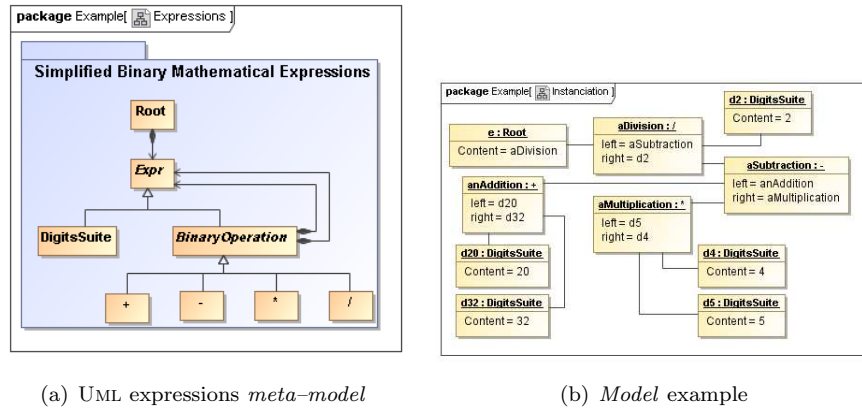 package Example[ Expressions ]
Simplified Binary Mathematical Expressions
Root
Expr
DigitsSuite
BinaryOperation
+
-
*
/
(a) UML expressions meta–model
package Example[ Instanciation ]
d2 : DigitsSuite
Content = 2
aDivision : /
left = aSubtraction
right = d2
e : Root
Content = aDivision
aSubtraction : -
left = anAddition
right = aMultiplication
anAddition : +
left = d20
right = d32
aMultiplication : *
left = d5
right = d4
d20 : DigitsSuite
Content = 20
d4 : DigitsSuite
Content = 4
d32 : DigitsSuite
Content = 32
d5 : DigitsSuite
Content = 5
(b) Model example